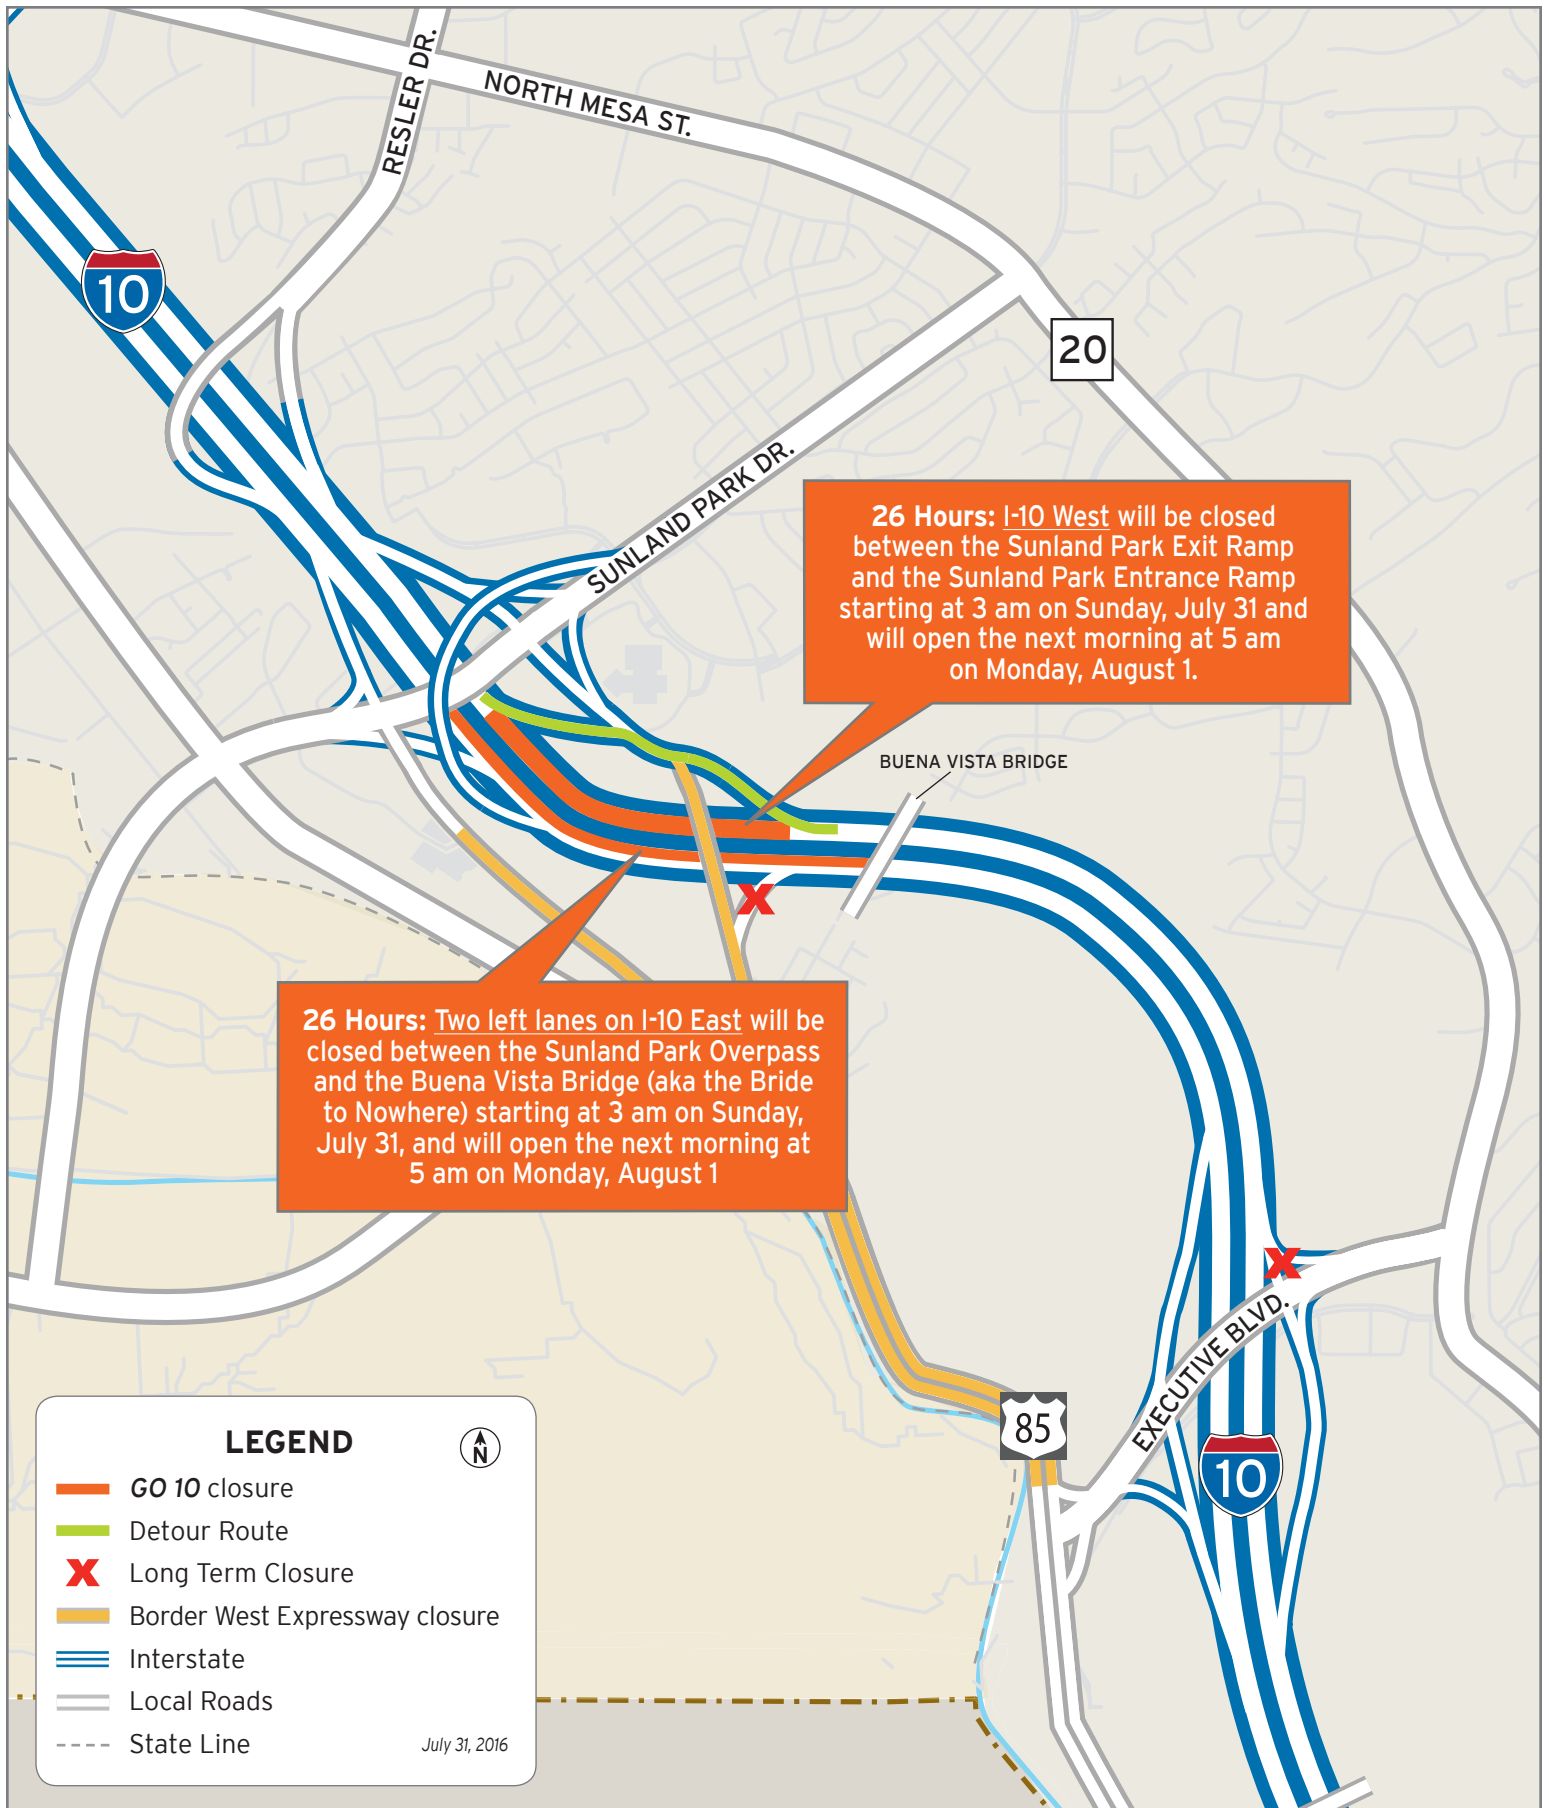 RESLER DR.
NORTH MESA ST.
10
20
SUNLAND PARK DR.
26 Hours: I-10 West will be closed
between the Sunland Park Exit Ramp
and the Sunland Park Entrance Ramp
starting at 3 am on Sunday, July 31 and
will open the next morning at 5 am
on Monday, August 1.
BUENA VISTA BRIDGE
26 Hours: Two left lanes on I-10 East will be
closed between the Sunland Park Overpass
and the Buena Vista Bridge (aka the Bride
to Nowhere) starting at 3 am on Sunday,
July 31, and will open the next morning at
5 am on Monday, August 1
EXECUTIVE BLVD.
85
10
LEGEND
N
GO 10 closure
Detour Route
X Long Term Closure
Border West Expressway closure
Interstate
Local Roads
State Line
July 31, 2016